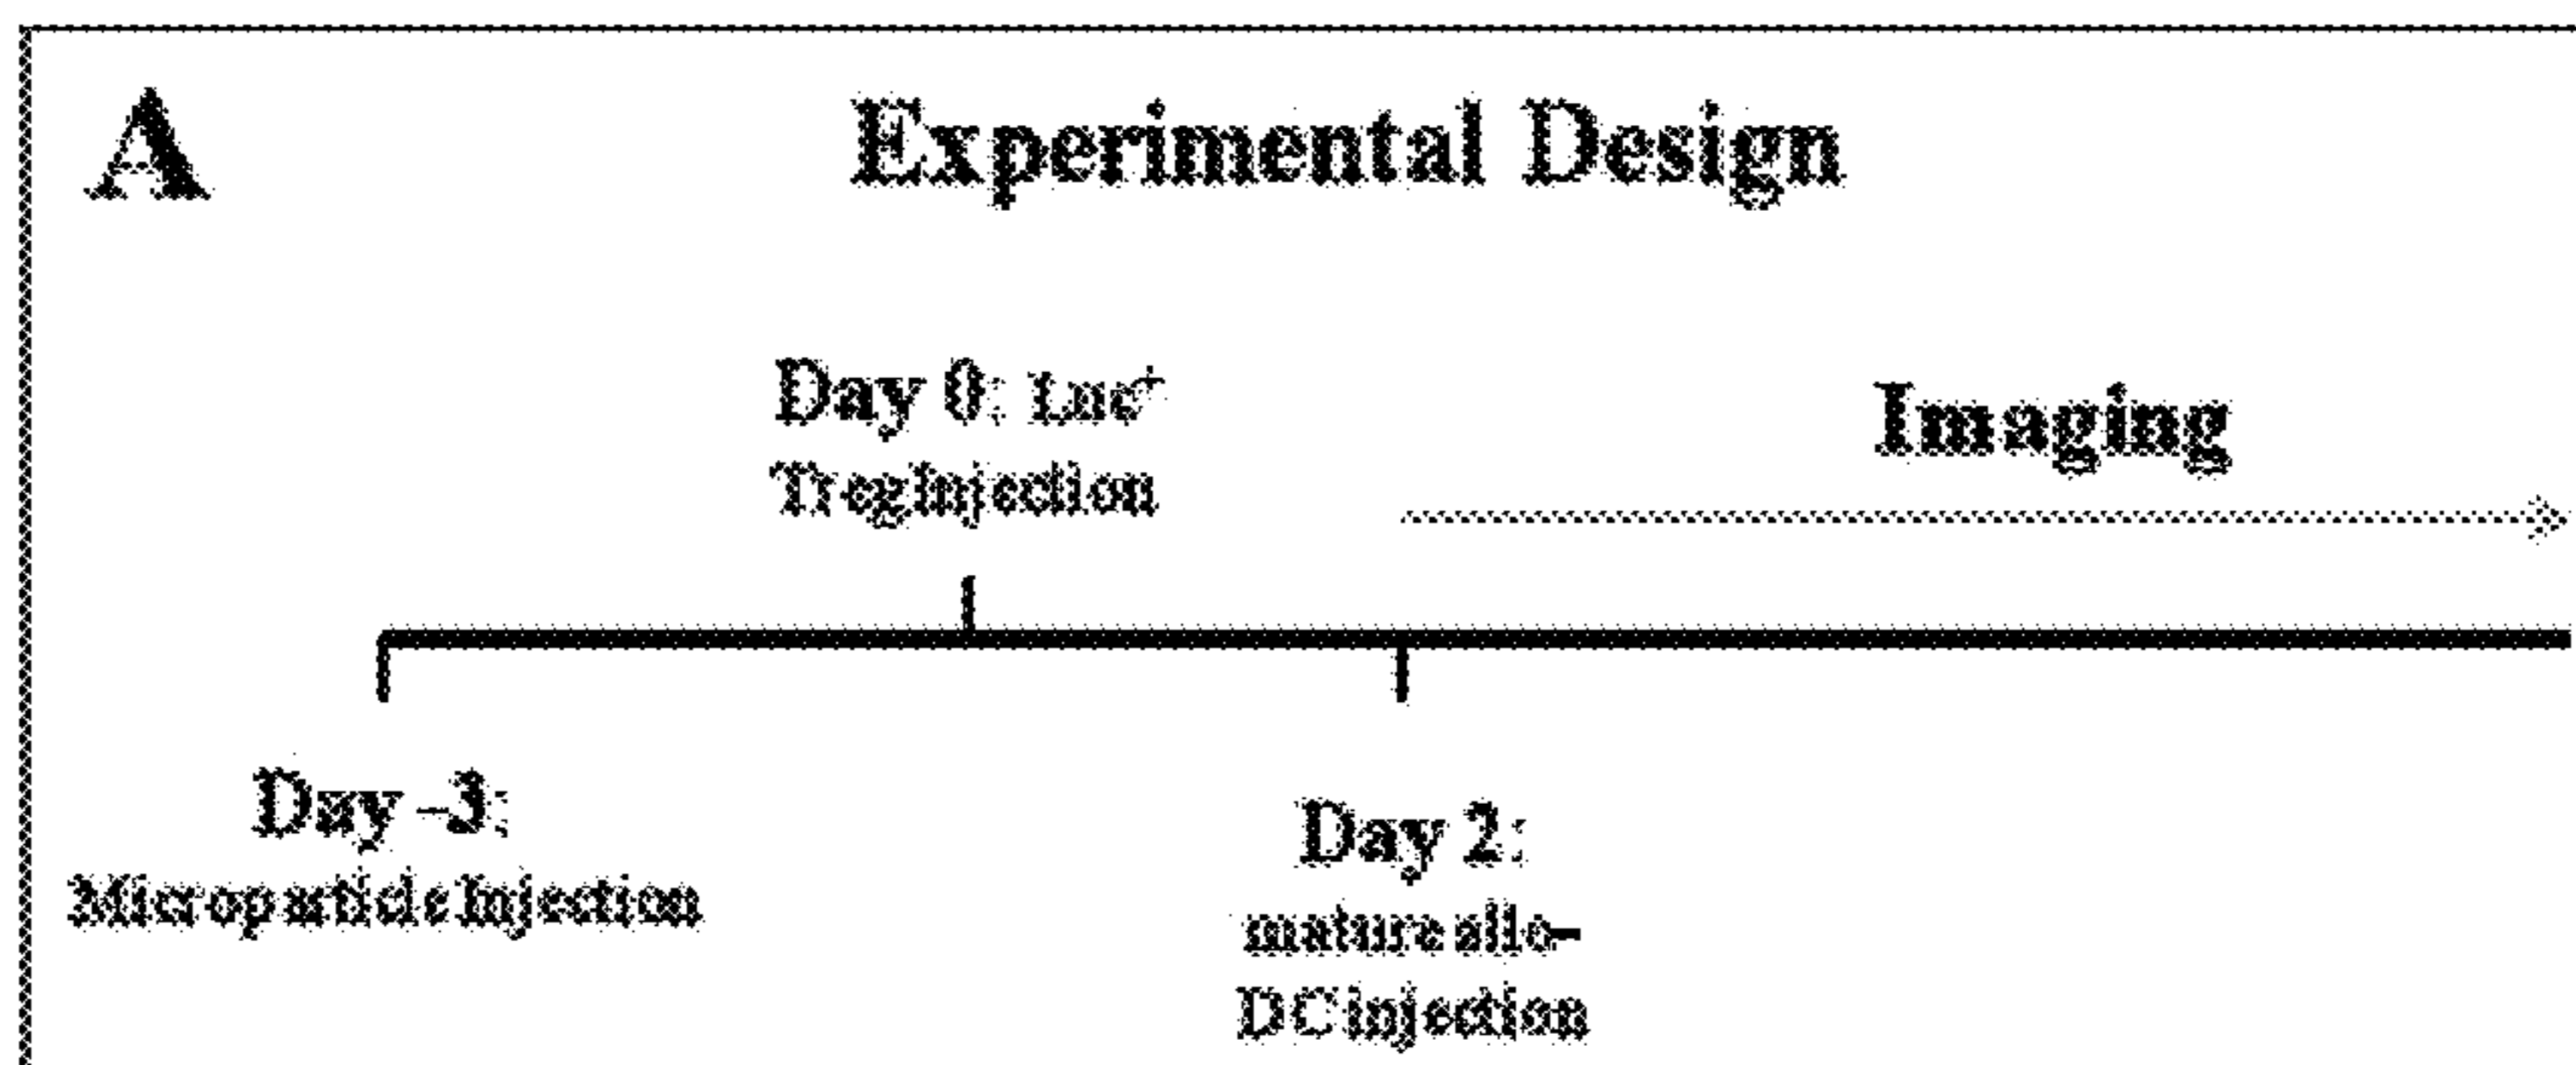 A
Experimental Design
Day 0: Luc+
Treg Injection
Imaging
Day -3:
Microparticle Injection
Day 2:
mature allo-
DC injection